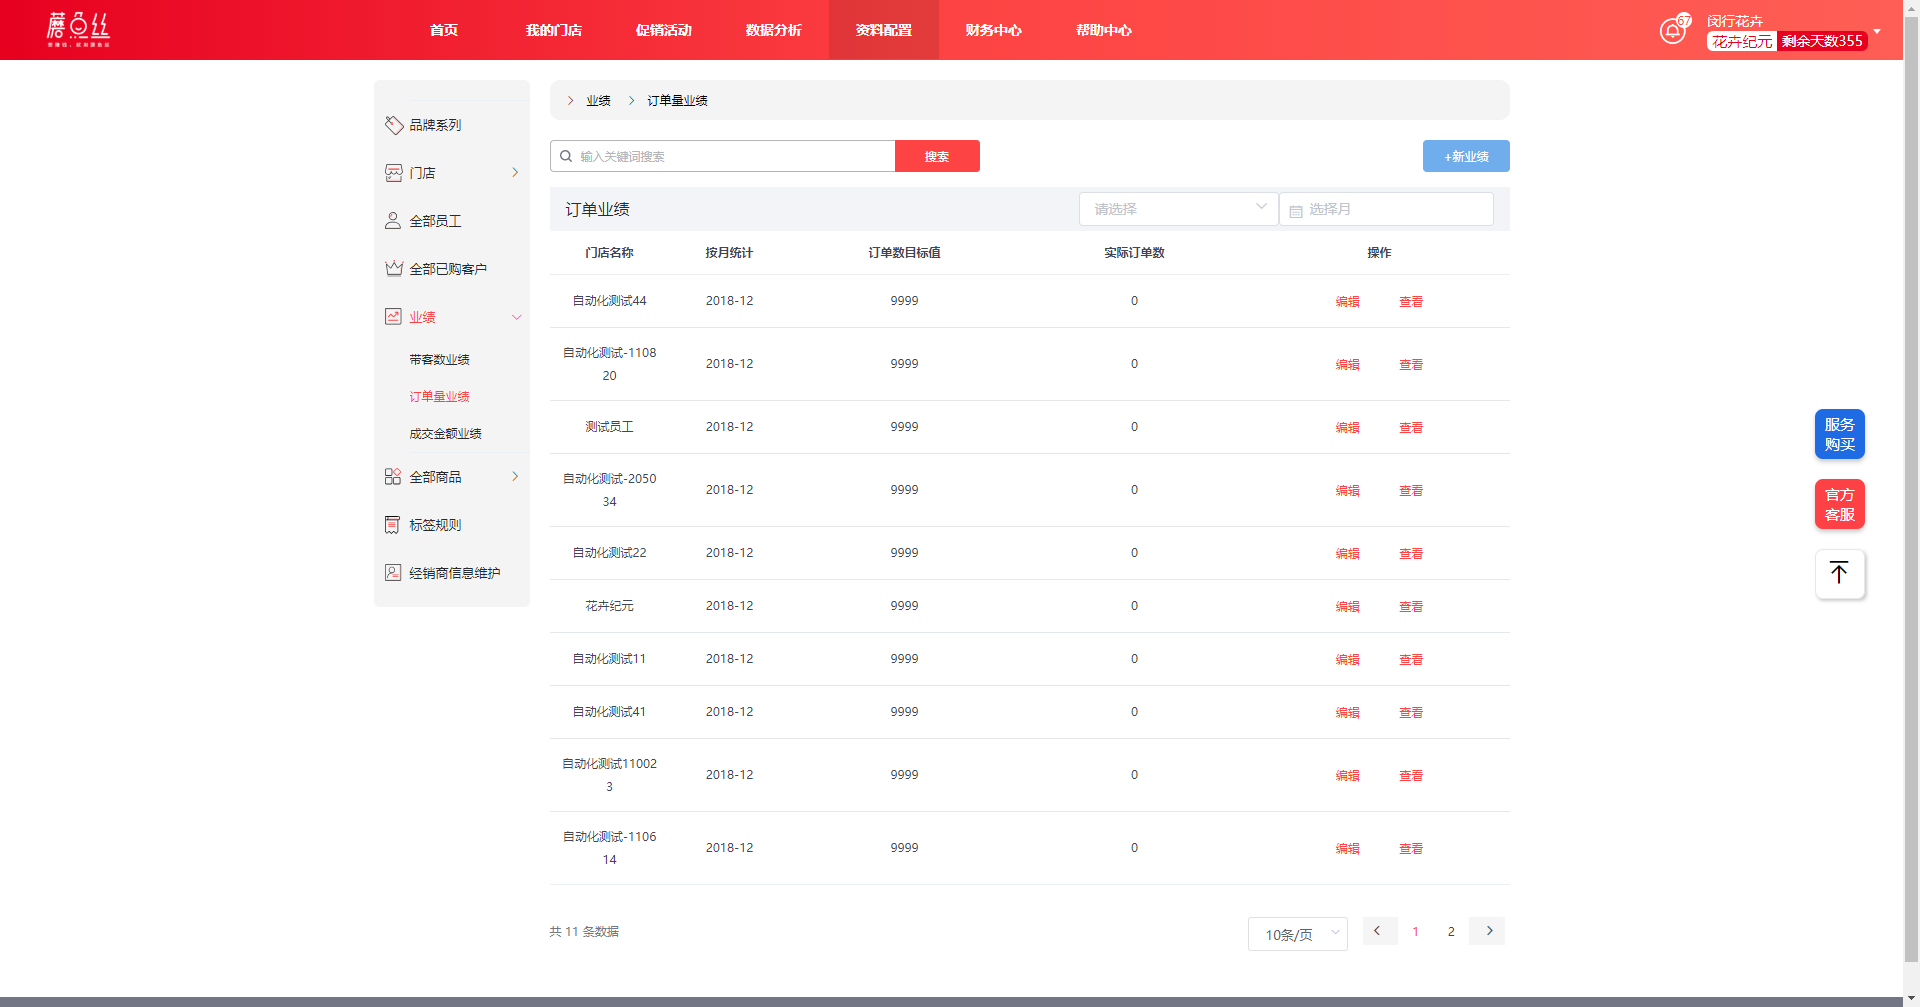 蘑点丝
首页
我的门店
促销活动
数据分析
资料配置
财务中心
帮助中心
67
闵行花卉
花卉纪元 剩余天数355
品牌系列
门店
全部员工
全部已购客户
业绩
带客数业绩
订单量业绩
成交金额业绩
全部商品
标签规则
经销商信息维护
业绩 订单量业绩
输入关键词搜索 搜索 +新业绩
订单业绩 请选择 选择月
门店名称 按月统计 订单数目标值 实际订单数 操作
自动化测试44 2018-12 9999 0 编辑 查看
自动化测试-1108
20
2018-12 9999 0 编辑 查看
测试员工 2018-12 9999 0 编辑 查看
自动化测试-2050
34
2018-12 9999 0 编辑 查看
自动化测试22 2018-12 9999 0 编辑 查看
花卉纪元 2018-12 9999 0 编辑 查看
自动化测试11 2018-12 9999 0 编辑 查看
自动化测试41 2018-12 9999 0 编辑 查看
自动化测试11002
3
2018-12 9999 0 编辑 查看
自动化测试-1106
14
2018-12 9999 0 编辑 查看
共 11 条数据 10条/页 1 2
服务
购买
官方
客服